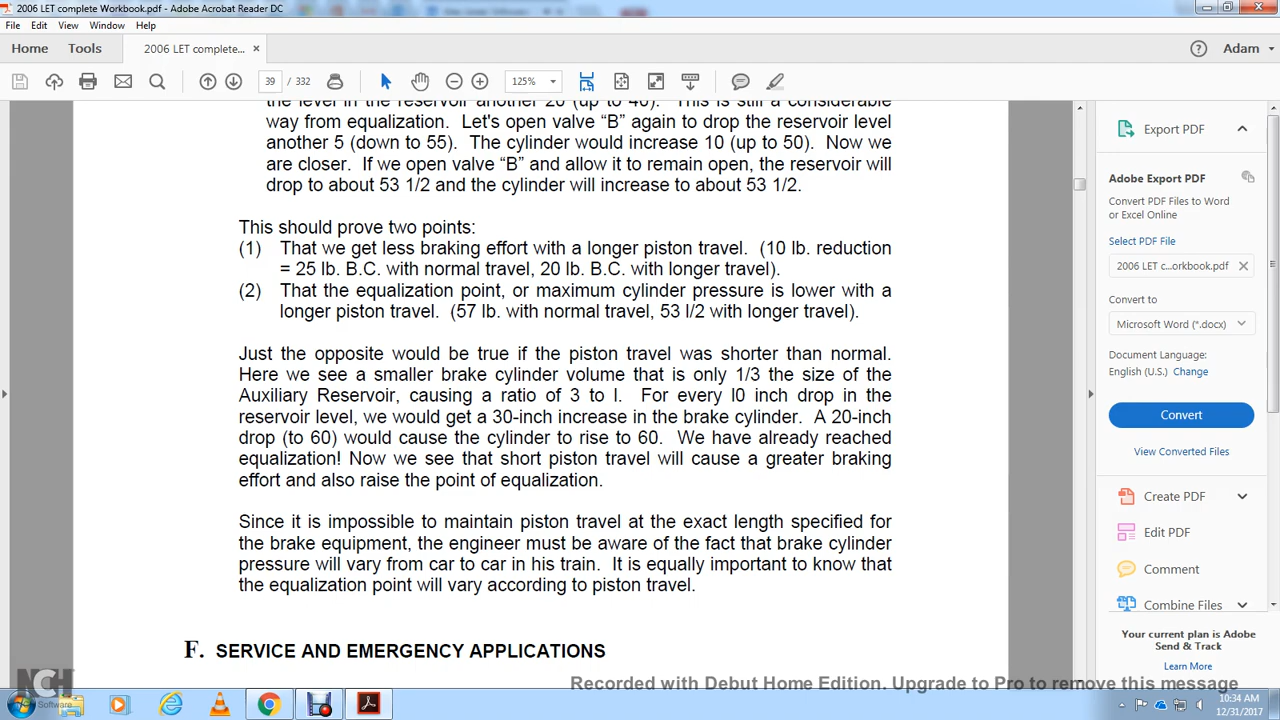 2006 LET complete Workbook.pdf - Adobe Acrobat Reader DC
File Edit View Window Help
Home Tools 2006 LET complete... × Adam
39 / 332 125%
the level in the reservoir another 20 (up to 40). This is still a considerable
way from equalization. Let's open valve “B” again to drop the reservoir level
another 5 (down to 55). The cylinder would increase 10 (up to 50). Now we
are closer. If we open valve “B” and allow it to remain open, the reservoir will
drop to about 53 1/2 and the cylinder will increase to about 53 1/2.
This should prove two points:
(1) That we get less braking effort with a longer piston travel. (10 lb. reduction
= 25 lb. B.C. with normal travel, 20 lb. B.C. with longer travel).
(2) That the equalization point, or maximum cylinder pressure is lower with a
longer piston travel. (57 lb. with normal travel, 53 l/2 with longer travel).
Just the opposite would be true if the piston travel was shorter than normal.
Here we see a smaller brake cylinder volume that is only 1/3 the size of the
Auxiliary Reservoir, causing a ratio of 3 to l. For every l0 inch drop in the
reservoir level, we would get a 30-inch increase in the brake cylinder. A 20-inch
drop (to 60) would cause the cylinder to rise to 60. We have already reached
equalization! Now we see that short piston travel will cause a greater braking
effort and also raise the point of equalization.
Since it is impossible to maintain piston travel at the exact length specified for
the brake equipment, the engineer must be aware of the fact that brake cylinder
pressure will vary from car to car in his train. It is equally important to know that
the equalization point will vary according to piston travel.
F. SERVICE AND EMERGENCY APPLICATIONS
Export PDF
Adobe Export PDF
Convert PDF Files to Word
or Excel Online
Select PDF File
2006 LET c...orkbook.pdf ×
Convert to
Microsoft Word (*.docx)
Document Language:
English (U.S.) Change
Convert
View Converted Files
Create PDF
Edit PDF
Comment
Combine Files
Your current plan is Adobe
Send & Track
Learn More
NCH
Software
Recorded with Debut Home Edition. Upgrade to Pro to remove this message
10:34 AM
12/31/2017